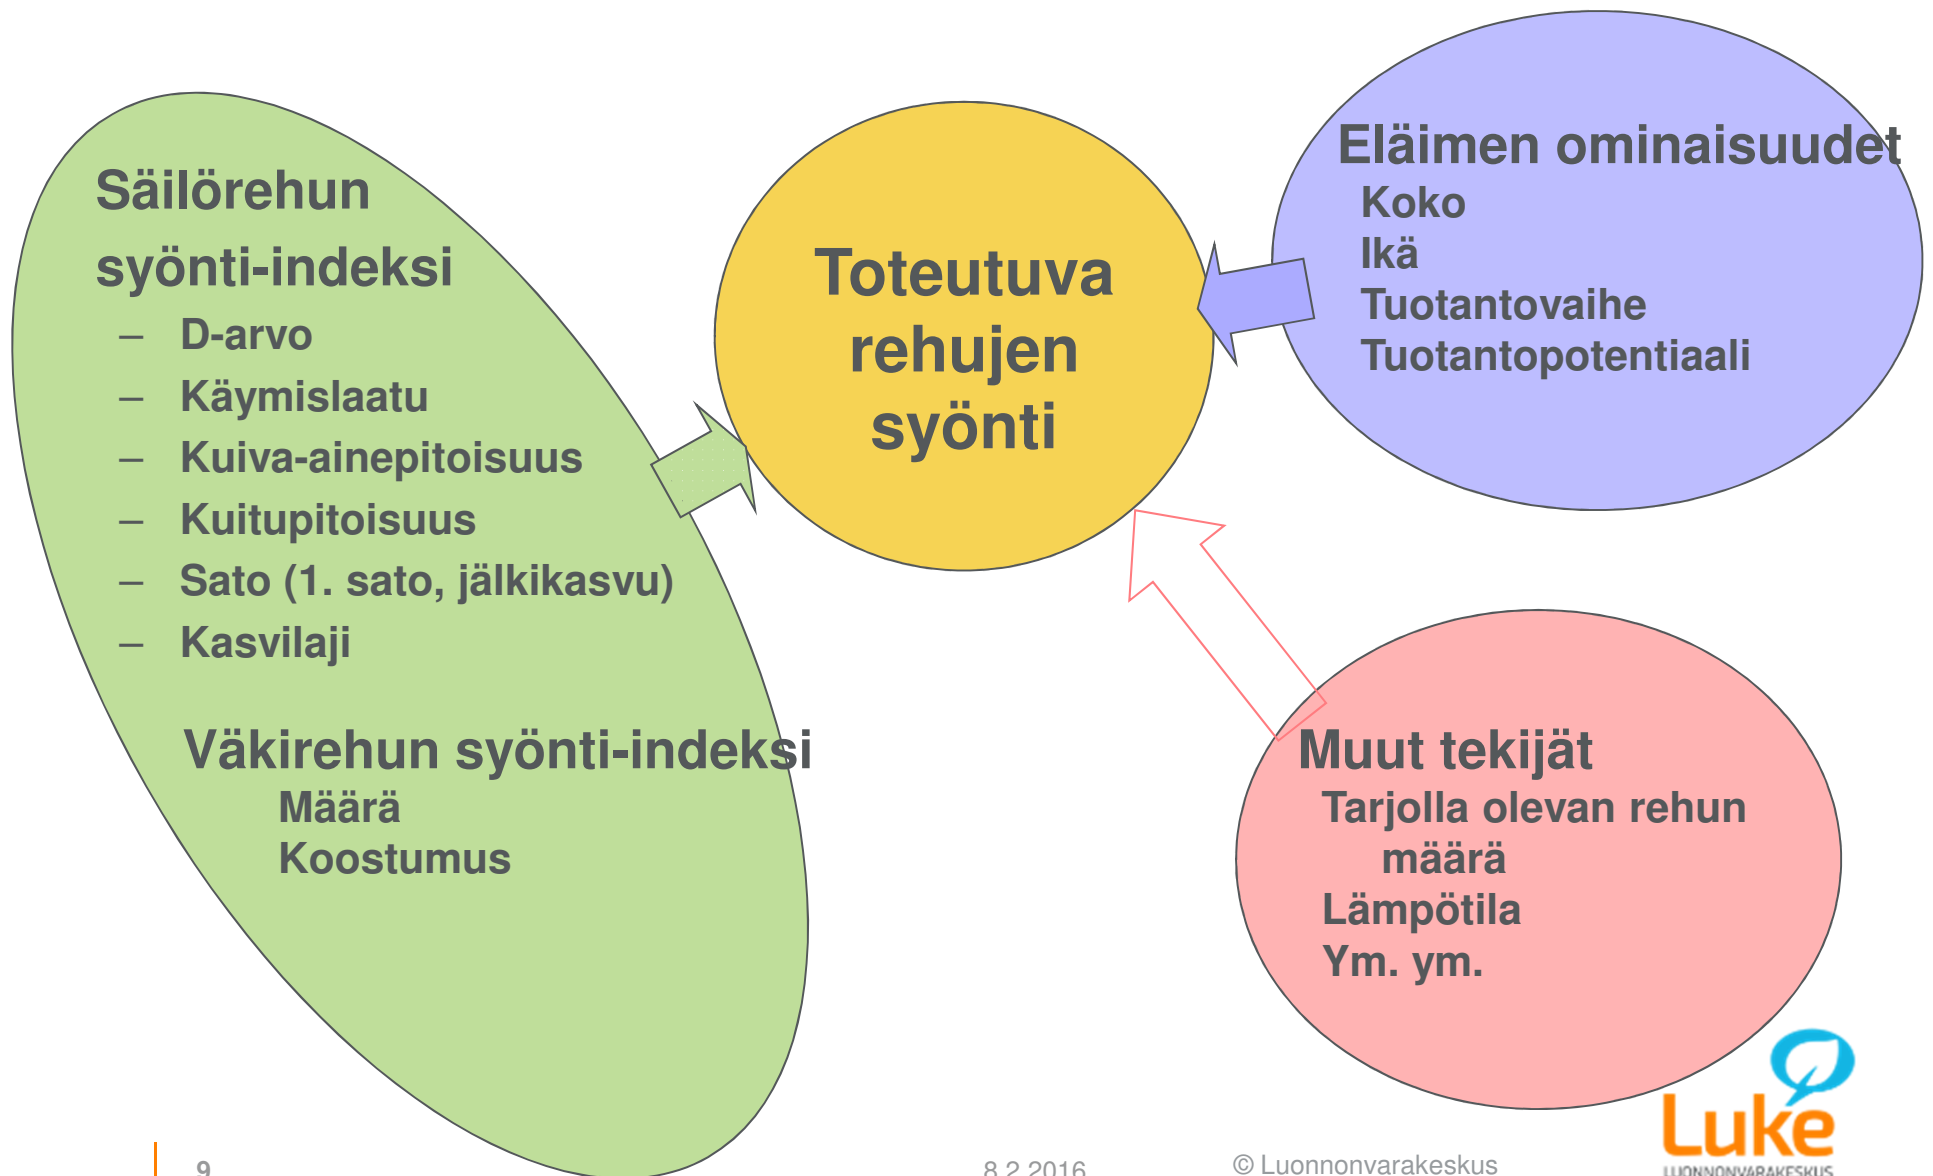 Säilörehun
syönti-indeksi
– D-arvo
– Käymislaatu
– Kuiva-ainepitoisuus
– Kuitupitoisuus
– Sato (1. sato, jälkikasvu)
– Kasvilaji
Väkirehun syönti-indeksi
Määrä
Koostumus
Toteutuva
rehujen
syönti
Eläimen ominaisuudet
Koko
Ikä
Tuotantovaihe
Tuotantopotentiaali
Muut tekijät
Tarjolla olevan rehun
määrä
Lämpötila
Ym. ym.
9
8.2.2016
© Luonnonvarakeskus
Luke
LUONNONVARAKESKUS